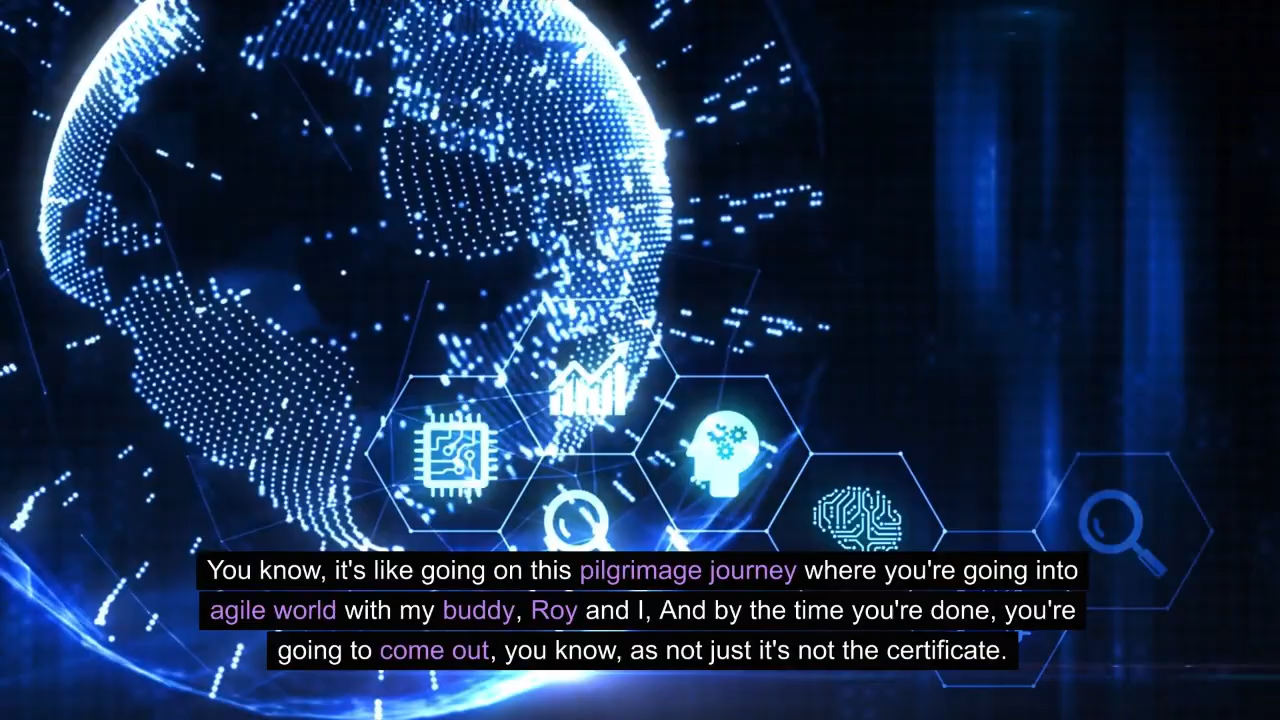 You know, it's like going on this pilgrimage journey where you're going into
agile world with my buddy, Roy and I, And by the time you're done, you're
going to come out, you know, as not just it's not the certificate.